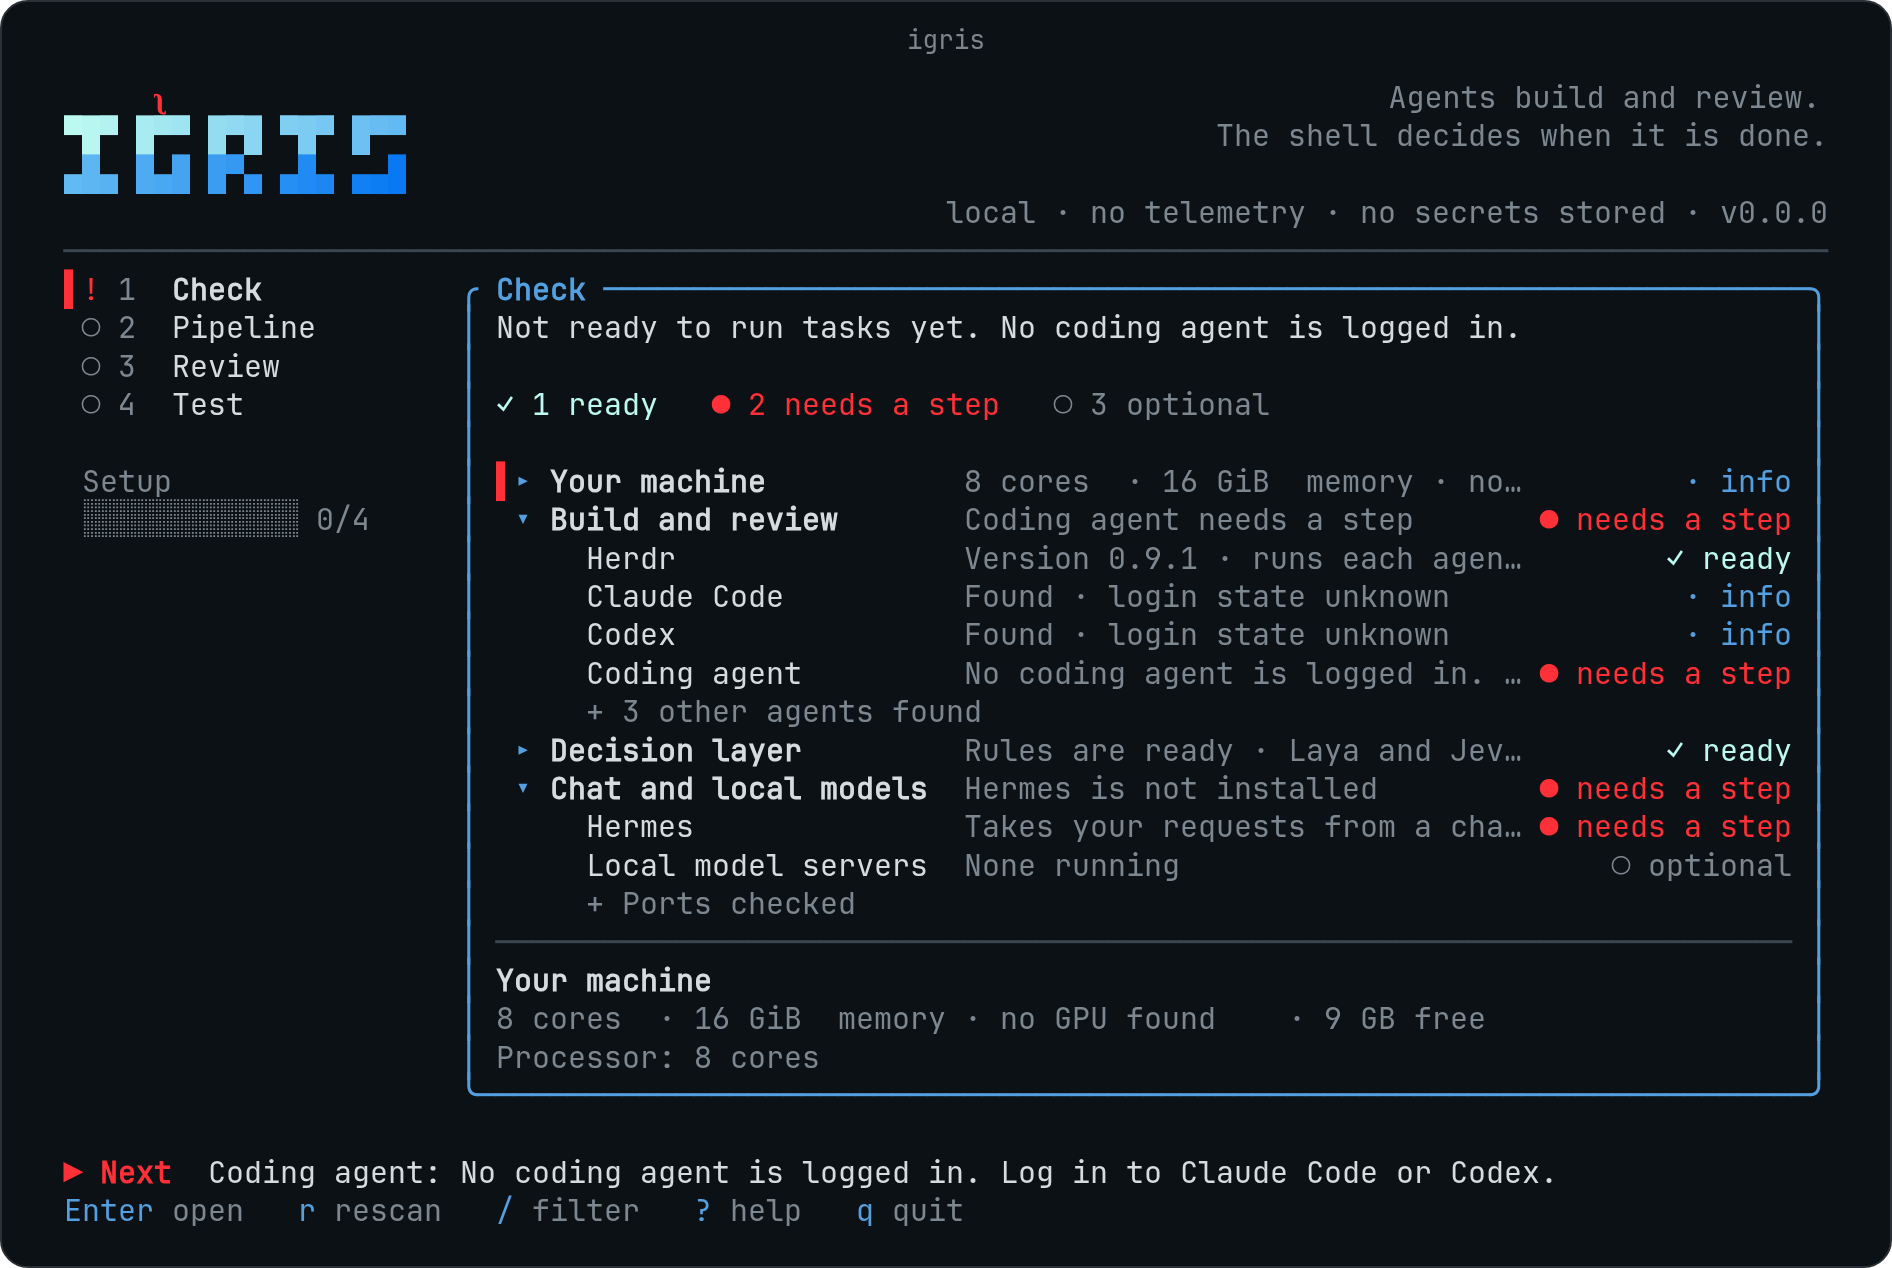 igris
IGRIS
Agents build and review.
The shell decides when it is done.
local · no telemetry · no secrets stored · v0.0.0
! 1 Check
○ 2 Pipeline
○ 3 Review
○ 4 Test
Setup
0/4
Check
Not ready to run tasks yet. No coding agent is logged in.
✓ 1 ready ● 2 needs a step ○ 3 optional
▸ Your machine 8 cores · 16 GiB memory · no… · info
▾ Build and review Coding agent needs a step ● needs a step
Herdr Version 0.9.1 · runs each agen… ✓ ready
Claude Code Found · login state unknown · info
Codex Found · login state unknown · info
Coding agent No coding agent is logged in. … ● needs a step
+ 3 other agents found
▸ Decision layer Rules are ready · Laya and Jev… ✓ ready
▾ Chat and local models Hermes is not installed ● needs a step
Hermes Takes your requests from a cha… ● needs a step
Local model servers None running ○ optional
+ Ports checked
Your machine
8 cores · 16 GiB memory · no GPU found · 9 GB free
Processor: 8 cores
▶ Next Coding agent: No coding agent is logged in. Log in to Claude Code or Codex.
Enter open r rescan / filter ? help q quit